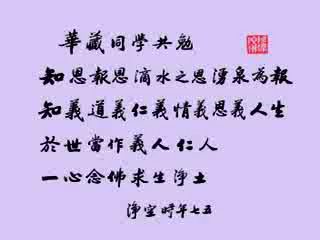 華藏同學共勉
知恩報恩滴水之恩湧泉為報
知義道義仁義情義恩義人生
於世當作義人仁人
一心念佛求生淨土
淨空時年七五